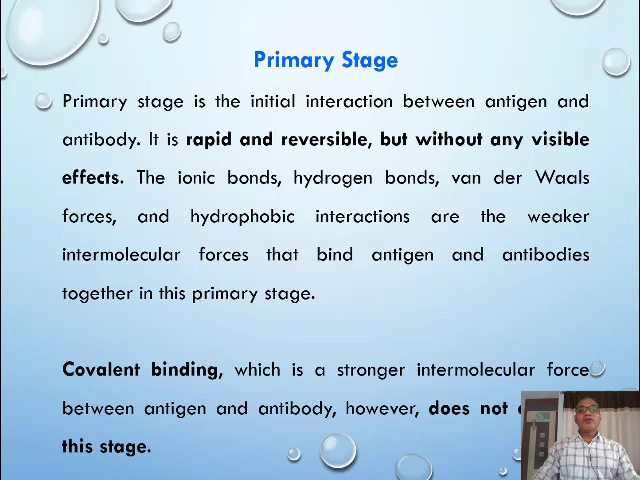 Primary Stage
Primary stage is the initial interaction between antigen and
antibody. It is rapid and reversible, but without any visible
effects. The ionic bonds, hydrogen bonds, van der Waals
forces, and hydrophobic interactions are the weaker
intermolecular forces that bind antigen and antibodies
together in this primary stage.
Covalent binding, which is a stronger intermolecular force
between antigen and antibody, however, does not
this stage.